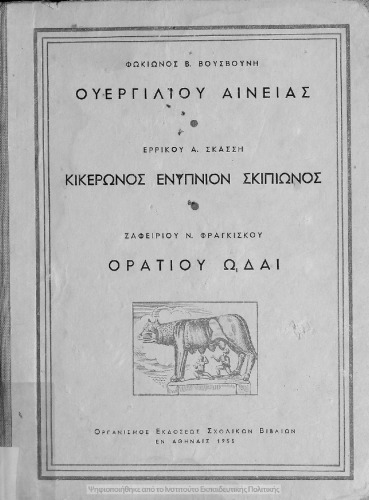 ΦΩΚΙΩΝΟΣ Β. ΒΟΥΣΒΟΥΝΗ
ΟΥΕΡΓΙΛΙΟΥ ΑΙΝΕΙΑΣ
ΕΡΡΙΚΟΥ Α. ΣΚΑΣΣΗ
ΚΙΚΕΡΩΝΟΣ ΕΝΥΠΝΙΟΝ ΣΚΙΠΙΩΝΟΣ
ΖΑΦΕΙΡΙΟΥ Ν. ΦΡΑΓΚΙΣΚΟΥ
ΟΡΑΤΙΟΥ ΩΔΑΙ
ΟΡΓΑΝΙΣΜΟΣ ΕΚΔΟΣΕΩΣ ΣΧΟΛΙΚΩΝ ΒΙΒΛΙΩΝ
ΕΝ ΑΘΗΝΑΙΣ 1955
Ψηφιοποιήθηκε από το Ινστιτούτο Εκπαιδευτικής Πολιτικής